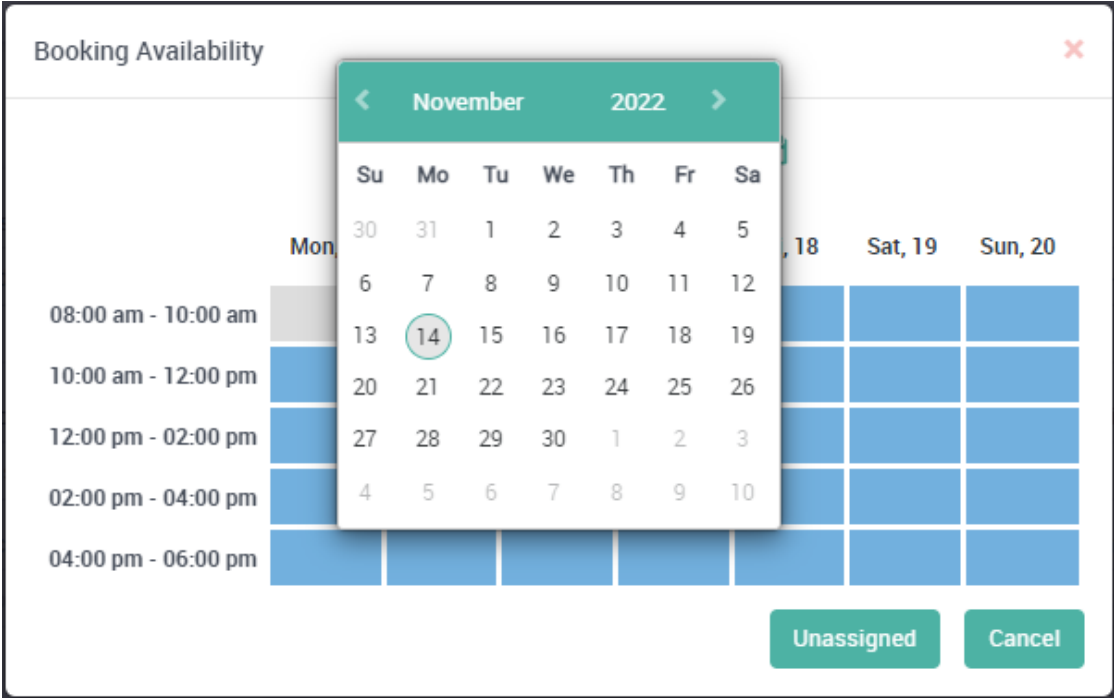 Booking Availability
November 2022
Su Mo Tu We Th Fr Sa
30 31 1 2 3 4 5
6 7 8 9 10 11 12
13 14 15 16 17 18 19
20 21 22 23 24 25 26
27 28 29 30 1 2 3
4 5 6 7 8 9 10
Mon, , 18 Sat, 19 Sun, 20
08:00 am - 10:00 am
10:00 am - 12:00 pm
12:00 pm - 02:00 pm
02:00 pm - 04:00 pm
04:00 pm - 06:00 pm
Unassigned Cancel